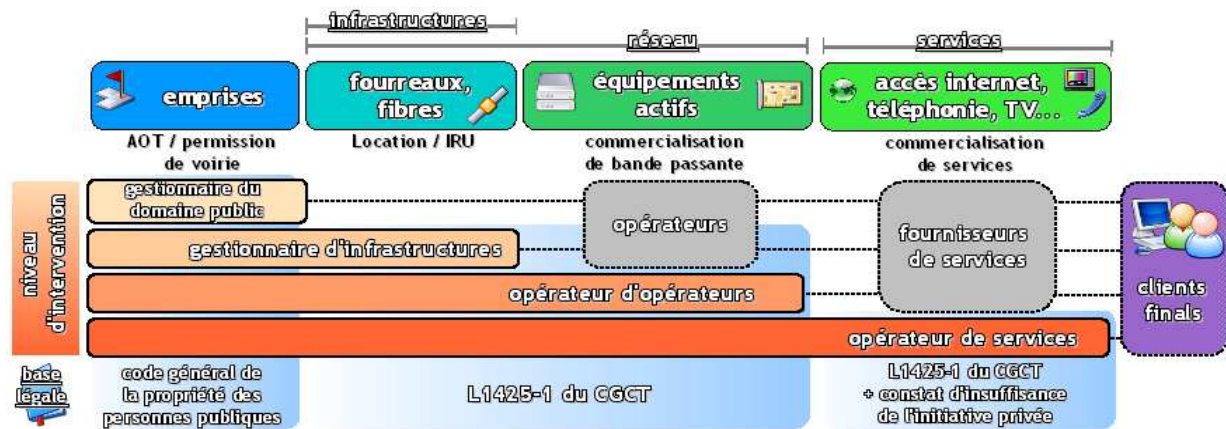 infrastructures
réseau
services
emprises
fourreaux,
fibres
équipements
actifs
accès internet,
téléphonie, TV...
AOT / permission
de voirie
Location / IRU
commercialisation
de bande passante
commercialisation
de services
niveau
d'intervention
gestionnaire du
domaine public
gestionnaire d'infrastructures
opérateurs
fournisseurs
de services
opérateur d'opérateurs
opérateur de services
clients
finals
base
légale
code général de
la propriété des
personnes publiques
L1425-1 du CGCT
L1425-1 du CGCT
+ constat d'insuffisance
de l'initiative privée